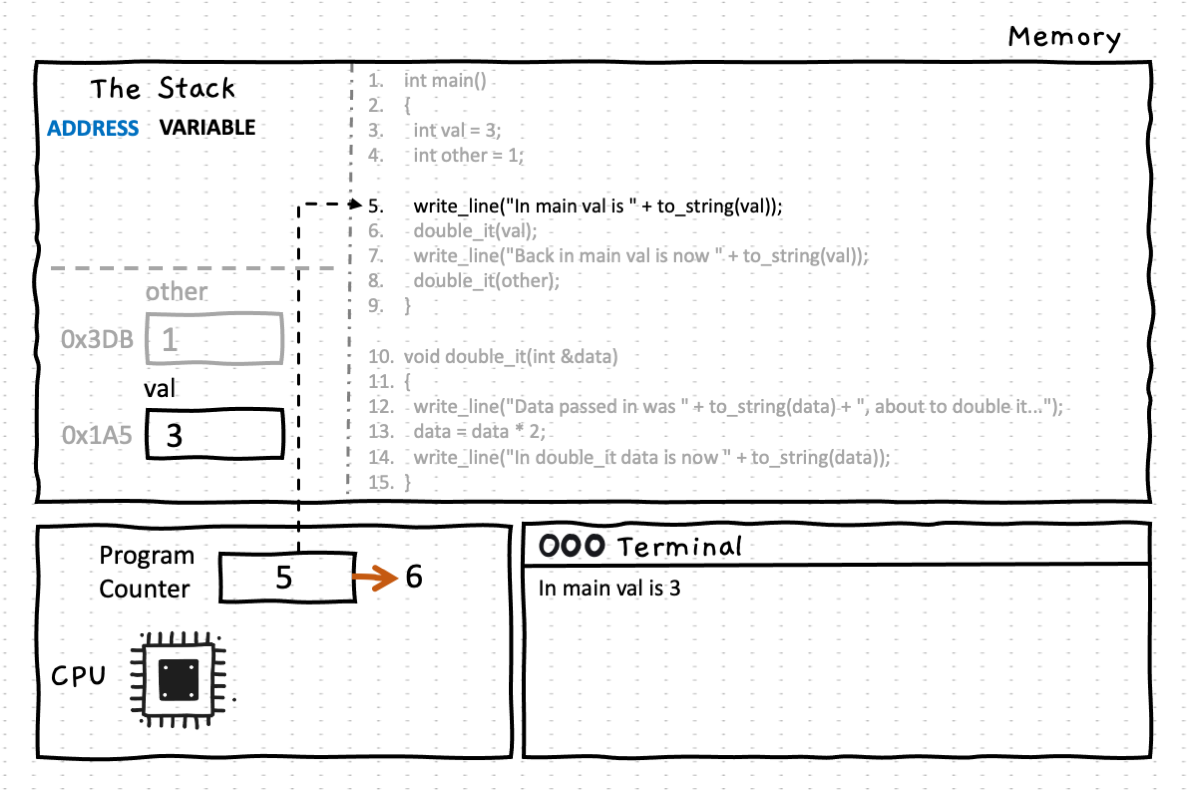 Memory
The Stack
ADDRESS VARIABLE
other
0x3DB 1
val
0x1A5 3
1. int main()
2. {
3. int val = 3;
4. int other = 1;
5. write_line("In main val is " + to_string(val));
6. double_it(val);
7. write_line("Back in main val is now " + to_string(val));
8. double_it(other);
9. }
10. void double_it(int &data)
11. {
12. write_line("Data passed in was " + to_string(data) + ", about to double it...");
13. data = data * 2;
14. write_line("In double_it data is now " + to_string(data));
15. }
Program
Counter
5 6
CPU
Terminal
In main val is 3